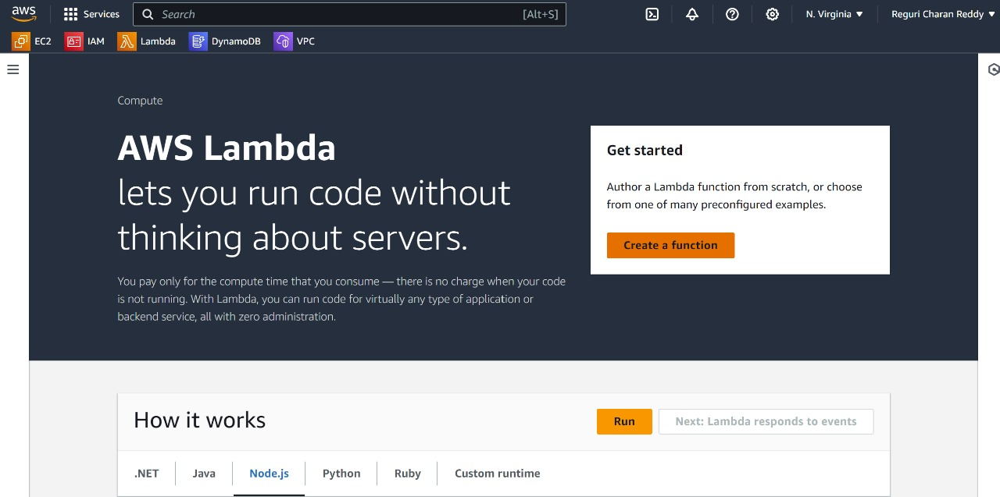 aws
Services
Search
[Alt+S]
N. Virginia
Reguri Charan Reddy
EC2
IAM
Lambda
DynamoDB
VPC
Compute
AWS Lambda
lets you run code without
thinking about servers.
You pay only for the compute time that you consume — there is no charge when your code
is not running. With Lambda, you can run code for virtually any type of application or
backend service, all with zero administration.
Get started
Author a Lambda function from scratch, or choose
from one of many preconfigured examples.
Create a function
How it works
Run
Next: Lambda responds to events
.NET
Java
Node.js
Python
Ruby
Custom runtime